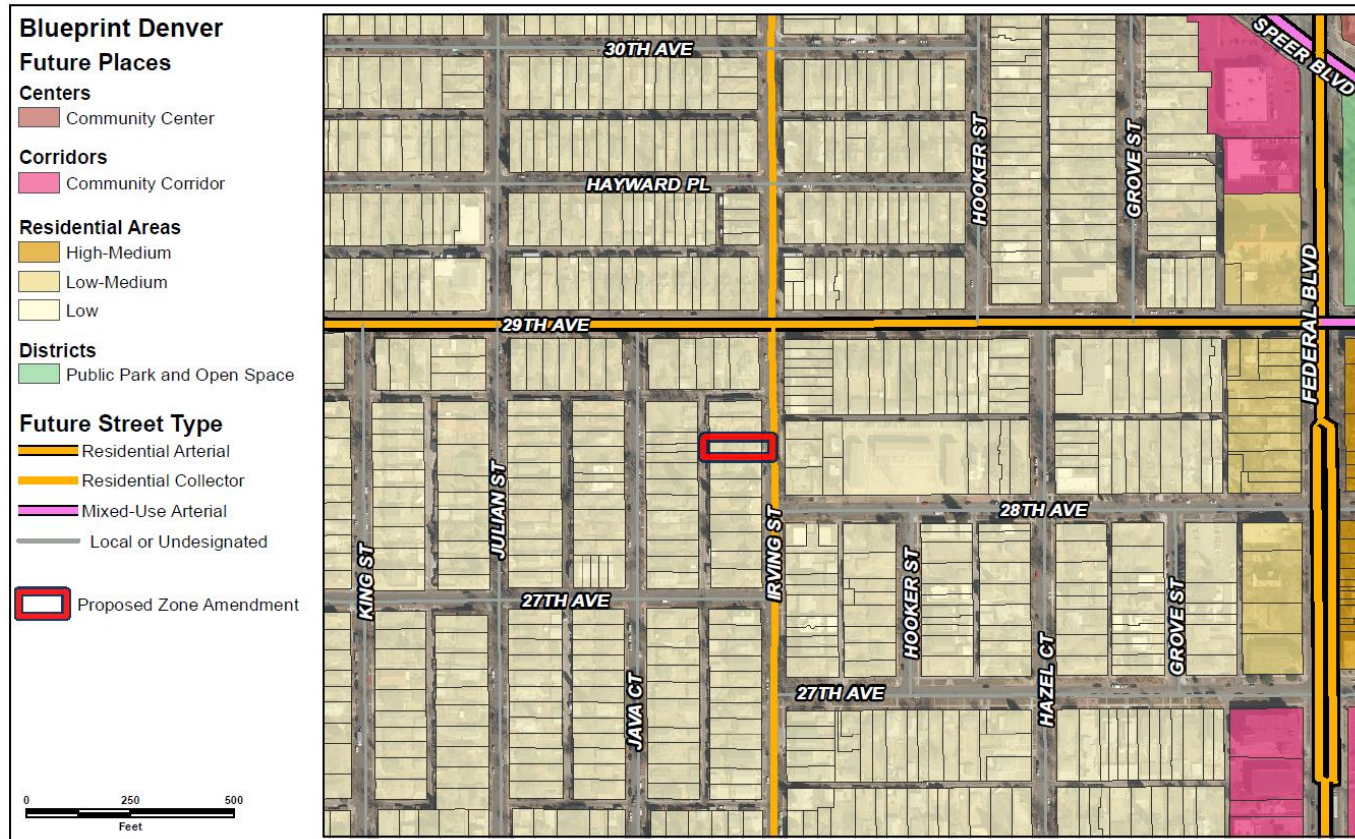 Blueprint Denver
Future Places
Centers
Community Center
Corridors
Community Corridor
Residential Areas
High-Medium
Low-Medium
Low
Districts
Public Park and Open Space
Future Street Type
Residential Arterial
Residential Collector
Mixed-Use Arterial
Local or Undesignated
Proposed Zone Amendment
0 250 500
Feet
30TH AVE
SPEER BLVD
HAYWARD PL
HOOKER ST
GROVE ST
FEDERAL BLVD
29TH AVE
KING ST
JULIAN ST
JAVA CT
IRVING ST
28TH AVE
HOOKER ST
HAZEL CT
GROVE ST
27TH AVE
27TH AVE